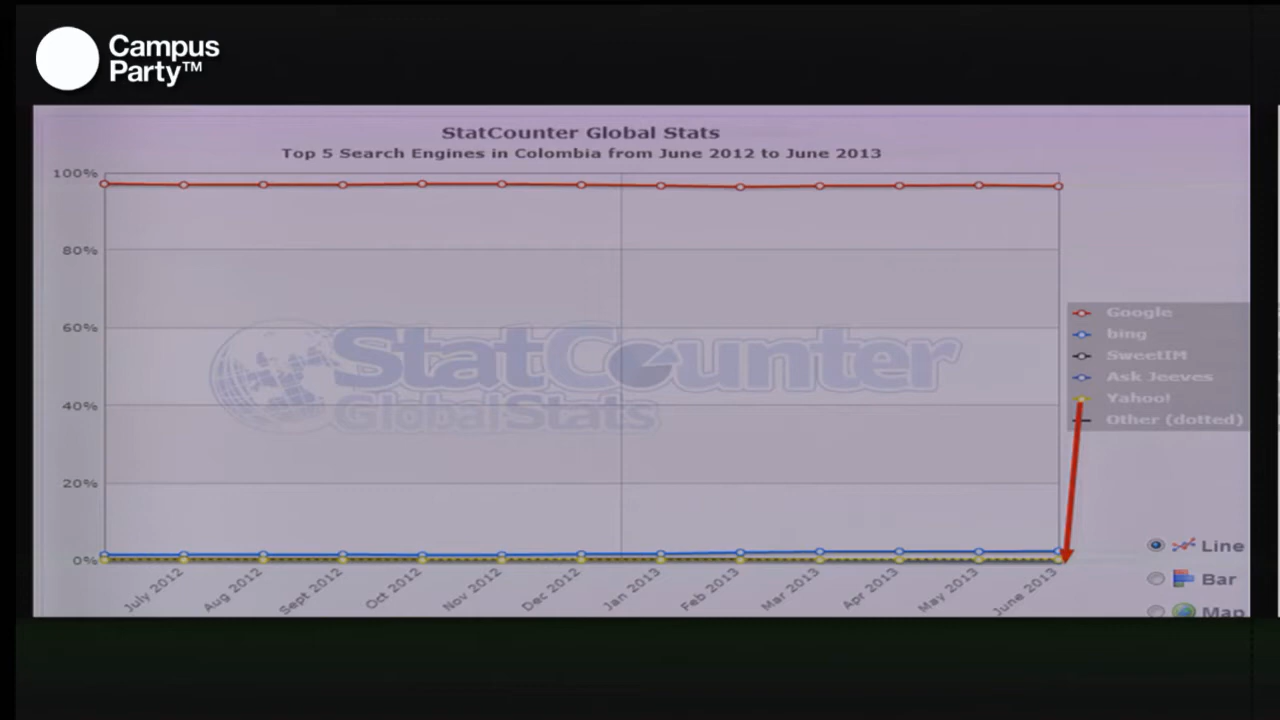 Campus
Party™
StatCounter Global Stats
Top 5 Search Engines in Colombia from June 2012 to June 2013
100%
80%
60%
40%
20%
0%
StatCounter
GlobalStats
Google
bing
SweetIM
Ask Jeeves
Yahoo!
Other (dotted)
July 2012
Aug 2012
Sept 2012
Oct 2012
Nov 2012
Dec 2012
Jan 2013
Feb 2013
Mar 2013
Apr 2013
May 2013
June 2013
Line
Bar
Map